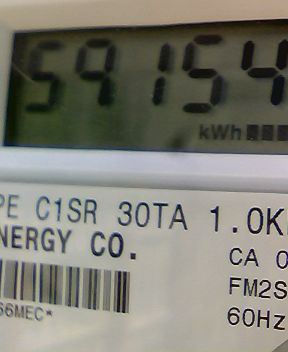 59154
kWh
PE C1SR 30TA 1.0K
NERGY CO.
CA 0
FM2S
66MEC*
60Hz